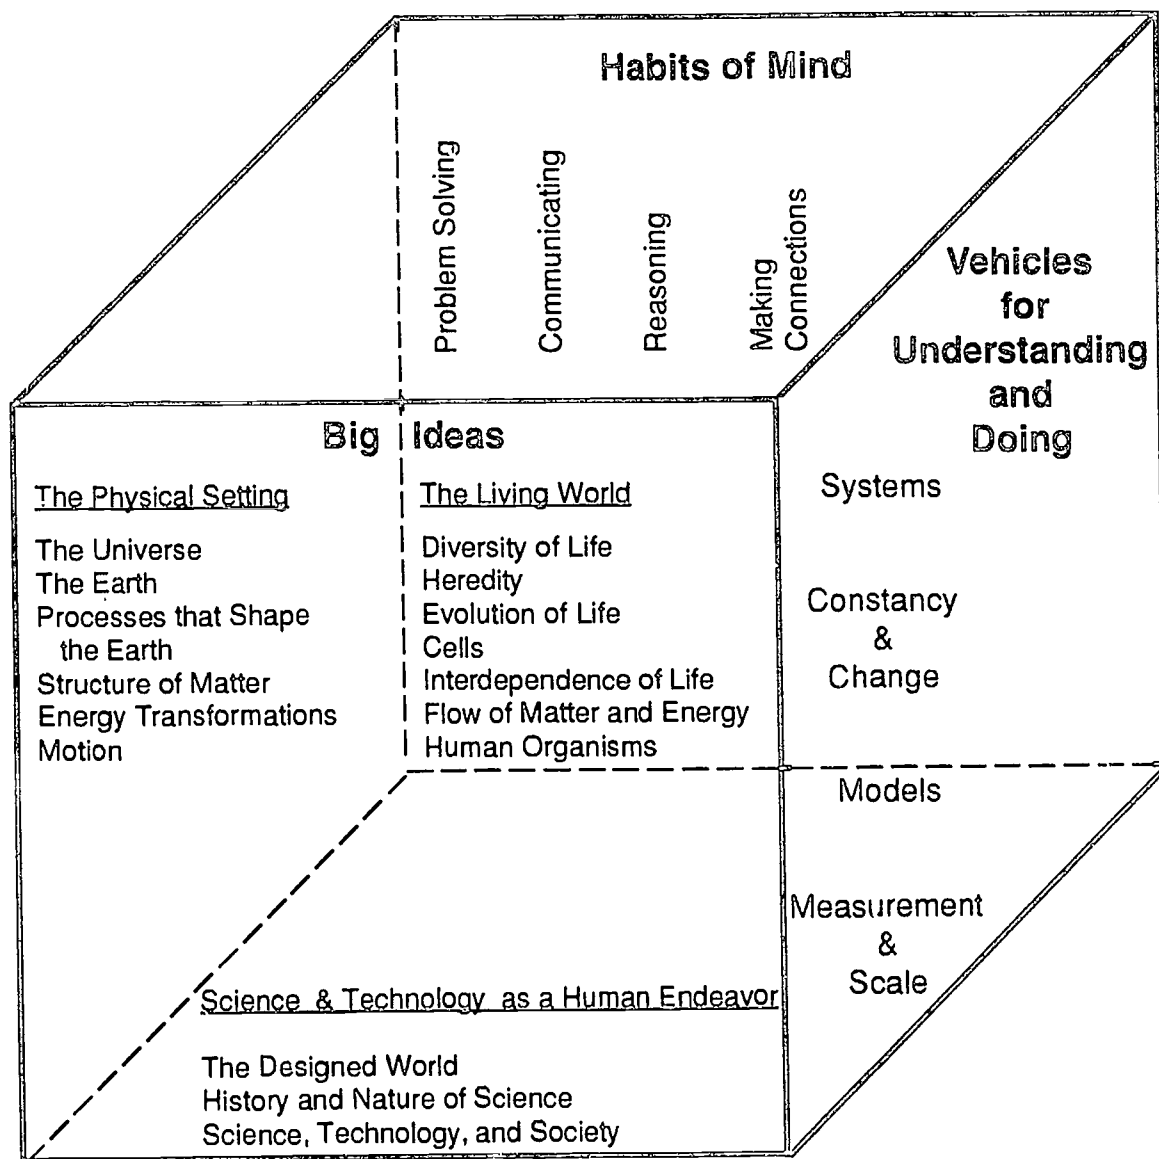 Habits of Mind
Problem Solving
Communicating
Reasoning
Making
Connections
Vehicles
for
Understanding
and
Doing
Systems
Constancy
&
Change
Models
Measurement
&
Scale
Big Ideas
The Physical Setting
The Universe
The Earth
Processes that Shape
the Earth
Structure of Matter
Energy Transformations
Motion
The Living World
Diversity of Life
Heredity
Evolution of Life
Cells
Interdependence of Life
Flow of Matter and Energy
Human Organisms
Science & Technology as a Human Endeavor
The Designed World
History and Nature of Science
Science, Technology, and Society